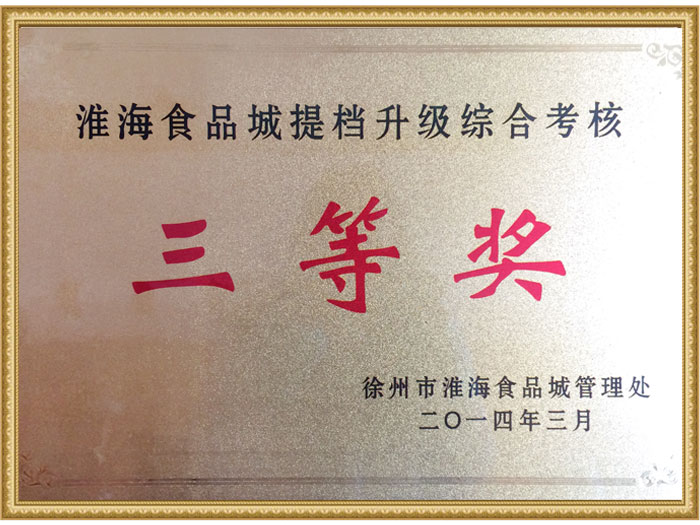 淮海食品城提档升级综合考核
三等奖
徐州市淮海食品城管理处
二〇一四年三月